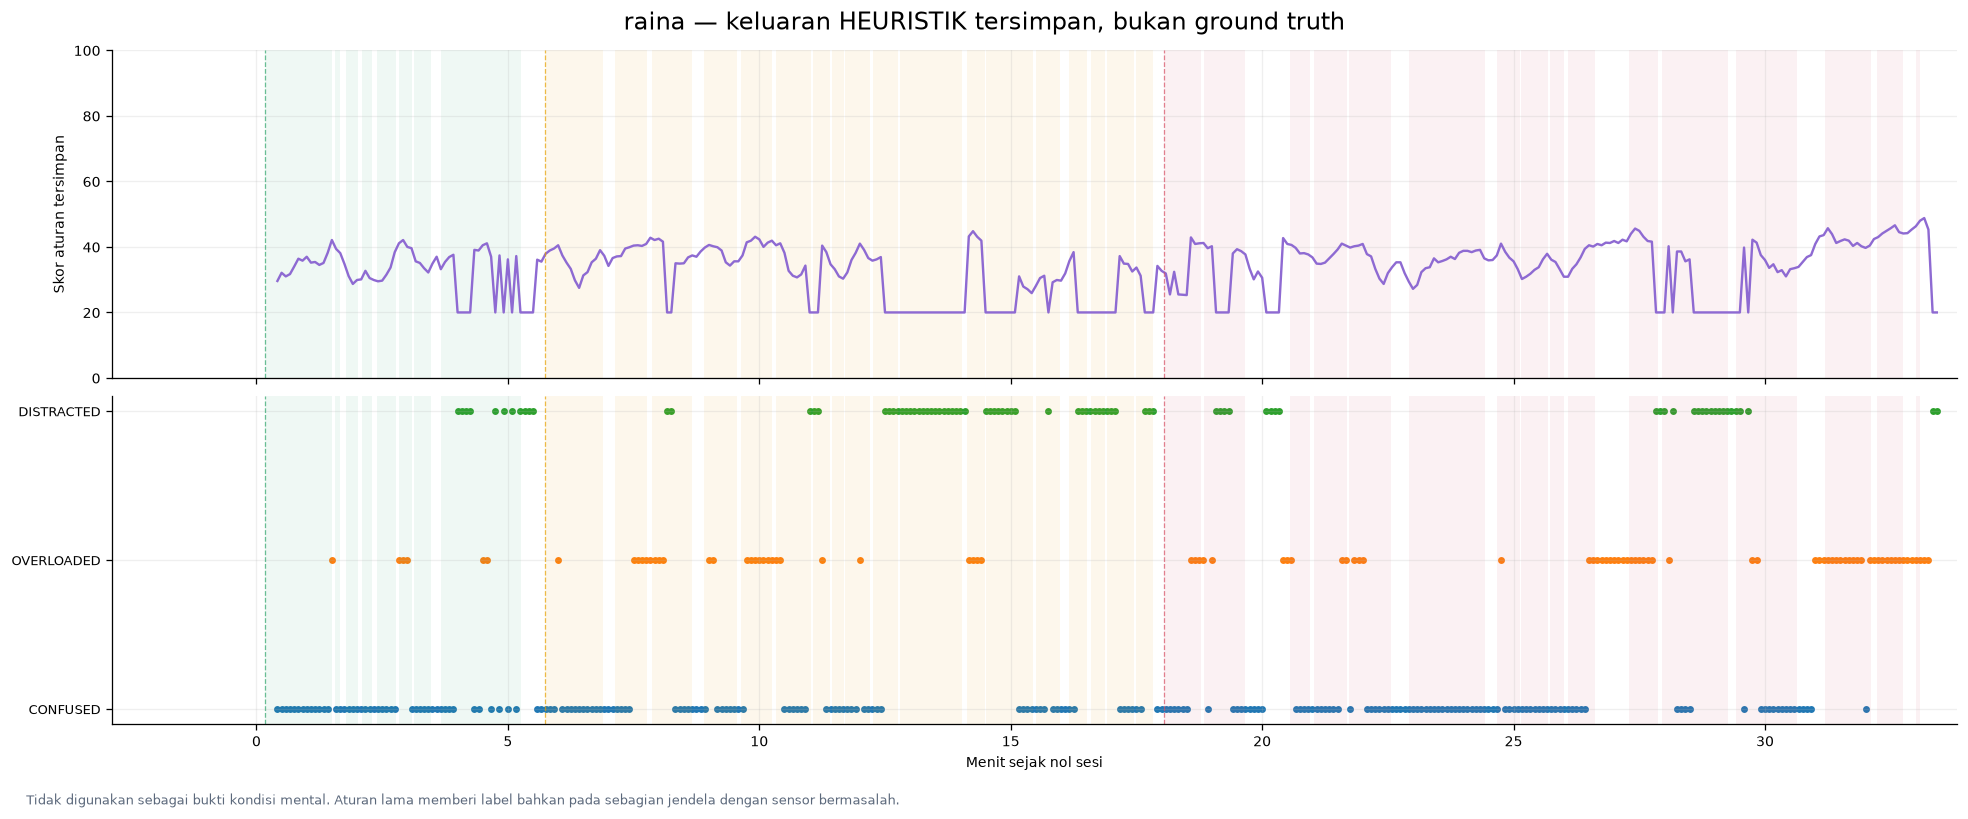 raina — keluaran HEURISTIK tersimpan, bukan ground truth
Skor aturan tersimpan
100
80
60
40
20
0
DISTRACTED
OVERLOADED
CONFUSED
0 5 10 15 20 25 30
Menit sejak nol sesi
Tidak digunakan sebagai bukti kondisi mental. Aturan lama memberi label bahkan pada sebagian jendela dengan sensor bermasalah.